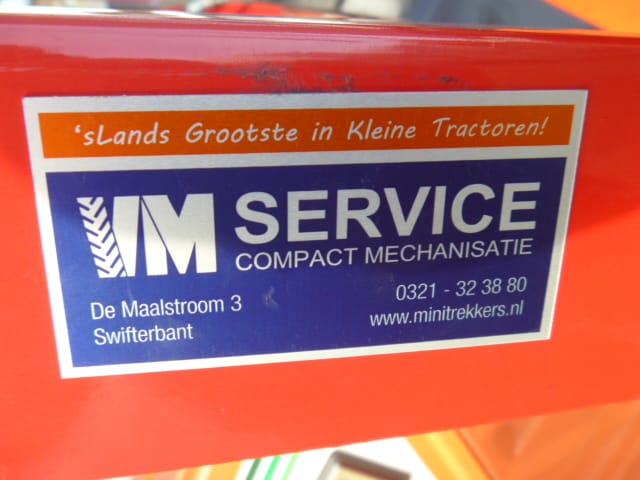 'sLands Grootste in Kleine Tractoren!
VM SERVICE
COMPACT MECHANISATIE
De Maalstroom 3
Swifterbant
0321 - 32 38 80
www.minitrekkers.nl